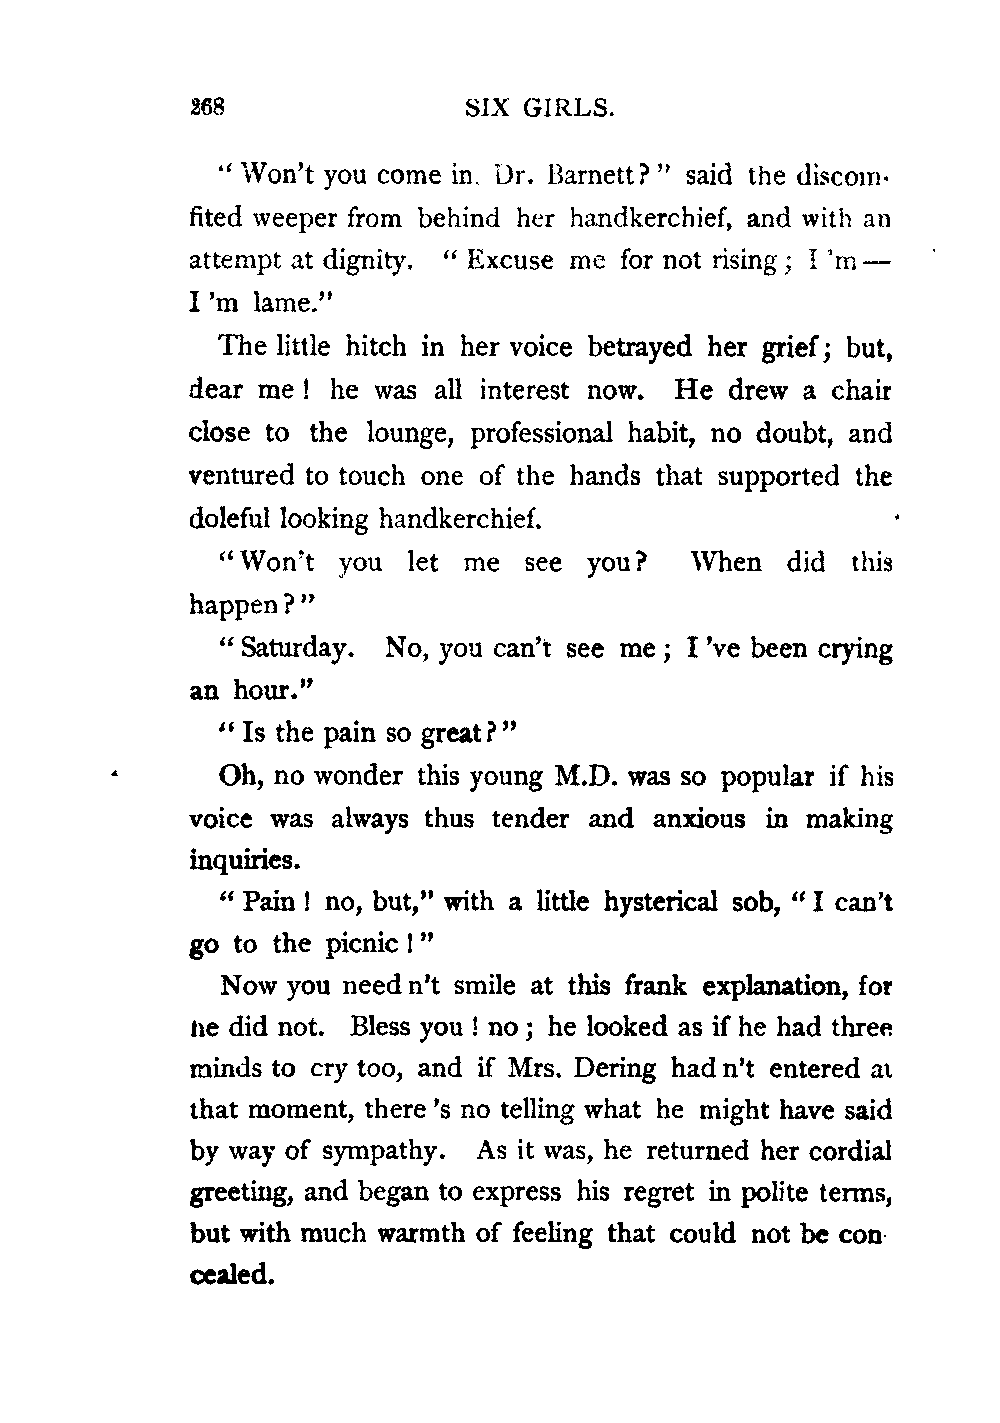 268 SIX GIRLS.
"Won't you come in, Dr. Barnett?" said the discom-
fited weeper from behind her handkerchief, and with an
attempt at dignity. "Excuse me for not rising; I 'm—
I 'm lame."
The little hitch in her voice betrayed her grief; but,
dear me! he was all interest now. He drew a chair
close to the lounge, professional habit, no doubt, and
ventured to touch one of the hands that supported the
doleful looking handkerchief.
"Won't you let me see you? When did this
happen?"
"Saturday. No, you can't see me; I 've been crying
an hour."
"Is the pain so great?"
Oh, no wonder this young M.D. was so popular if his
voice was always thus tender and anxious in making
inquiries.
"Pain! no, but," with a little hysterical sob, "I can't
go to the picnic!"
Now you need n't smile at this frank explanation, for
he did not. Bless you! no; he looked as if he had three
minds to cry too, and if Mrs. Dering had n't entered at
that moment, there 's no telling what he might have said
by way of sympathy. As it was, he returned her cordial
greeting, and began to express his regret in polite terms,
but with much warmth of feeling that could not be con-
cealed.